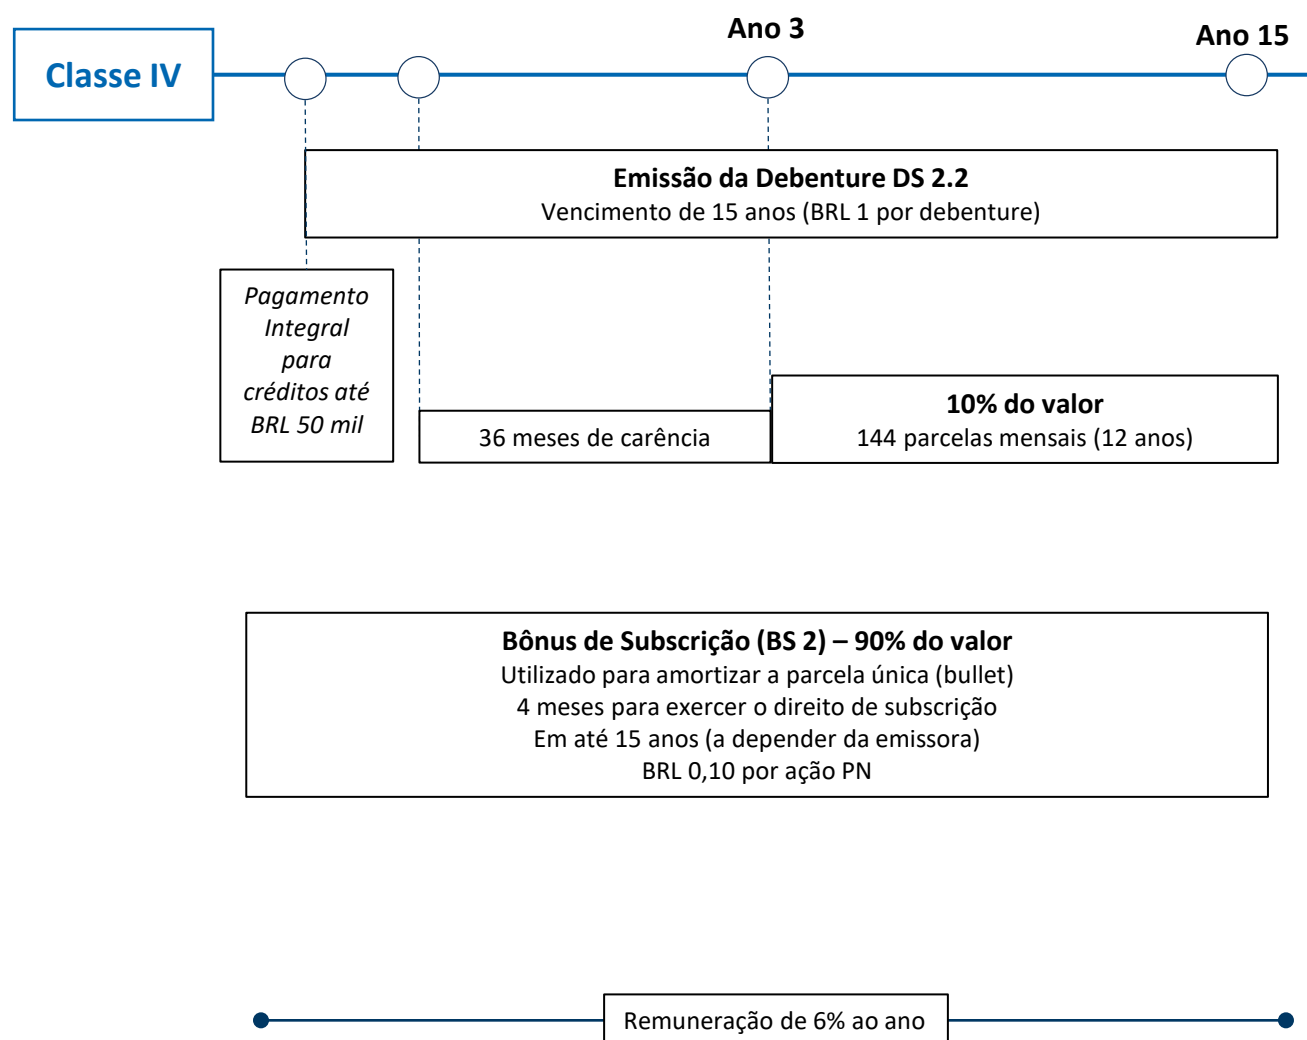 Ano 3
Ano 15
Classe IV
Emissão da Debenture DS 2.2
Vencimento de 15 anos (BRL 1 por debenture)
Pagamento
Integral
para
créditos até
BRL 50 mil
36 meses de carência
10% do valor
144 parcelas mensais (12 anos)
Bônus de Subscrição (BS 2) – 90% do valor
Utilizado para amortizar a parcela única (bullet)
4 meses para exercer o direito de subscrição
Em até 15 anos (a depender da emissora)
BRL 0,10 por ação PN
Remuneração de 6% ao ano